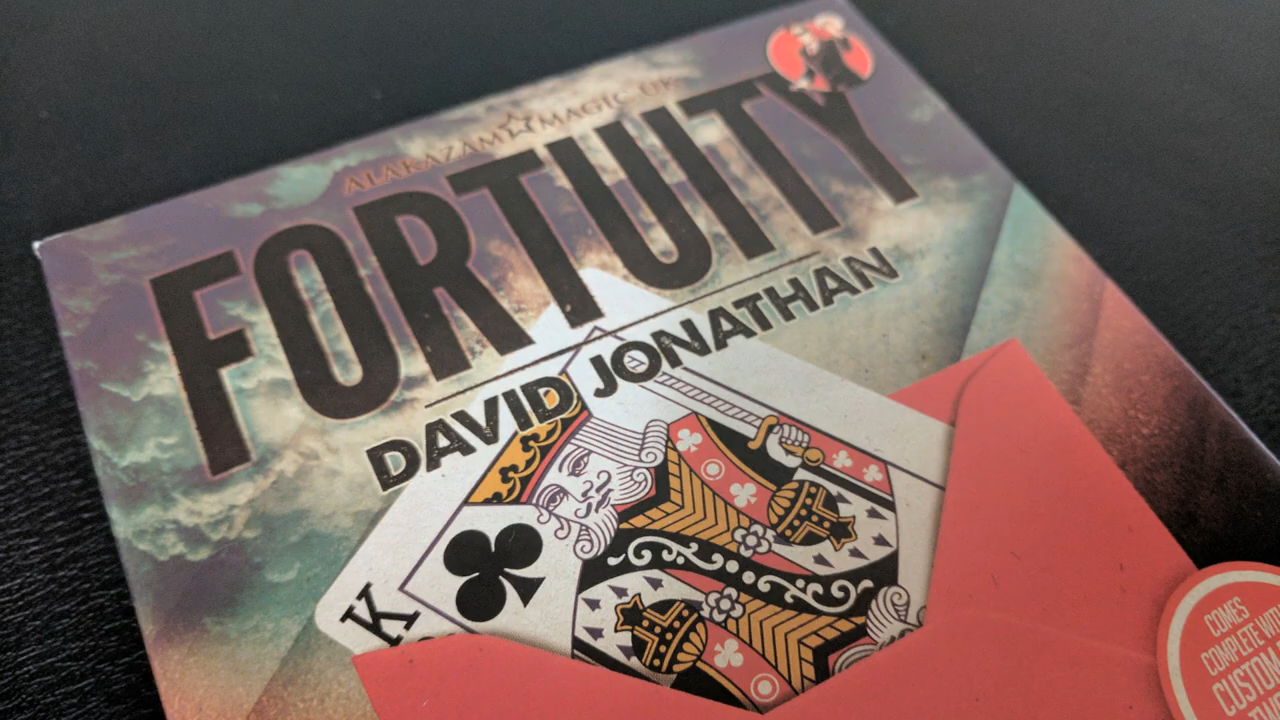 ALAKAZAM MAGIC UK
FORTUITY
DAVID JONATHAN
K
COMES
COMPLETE WITH
CUSTOM